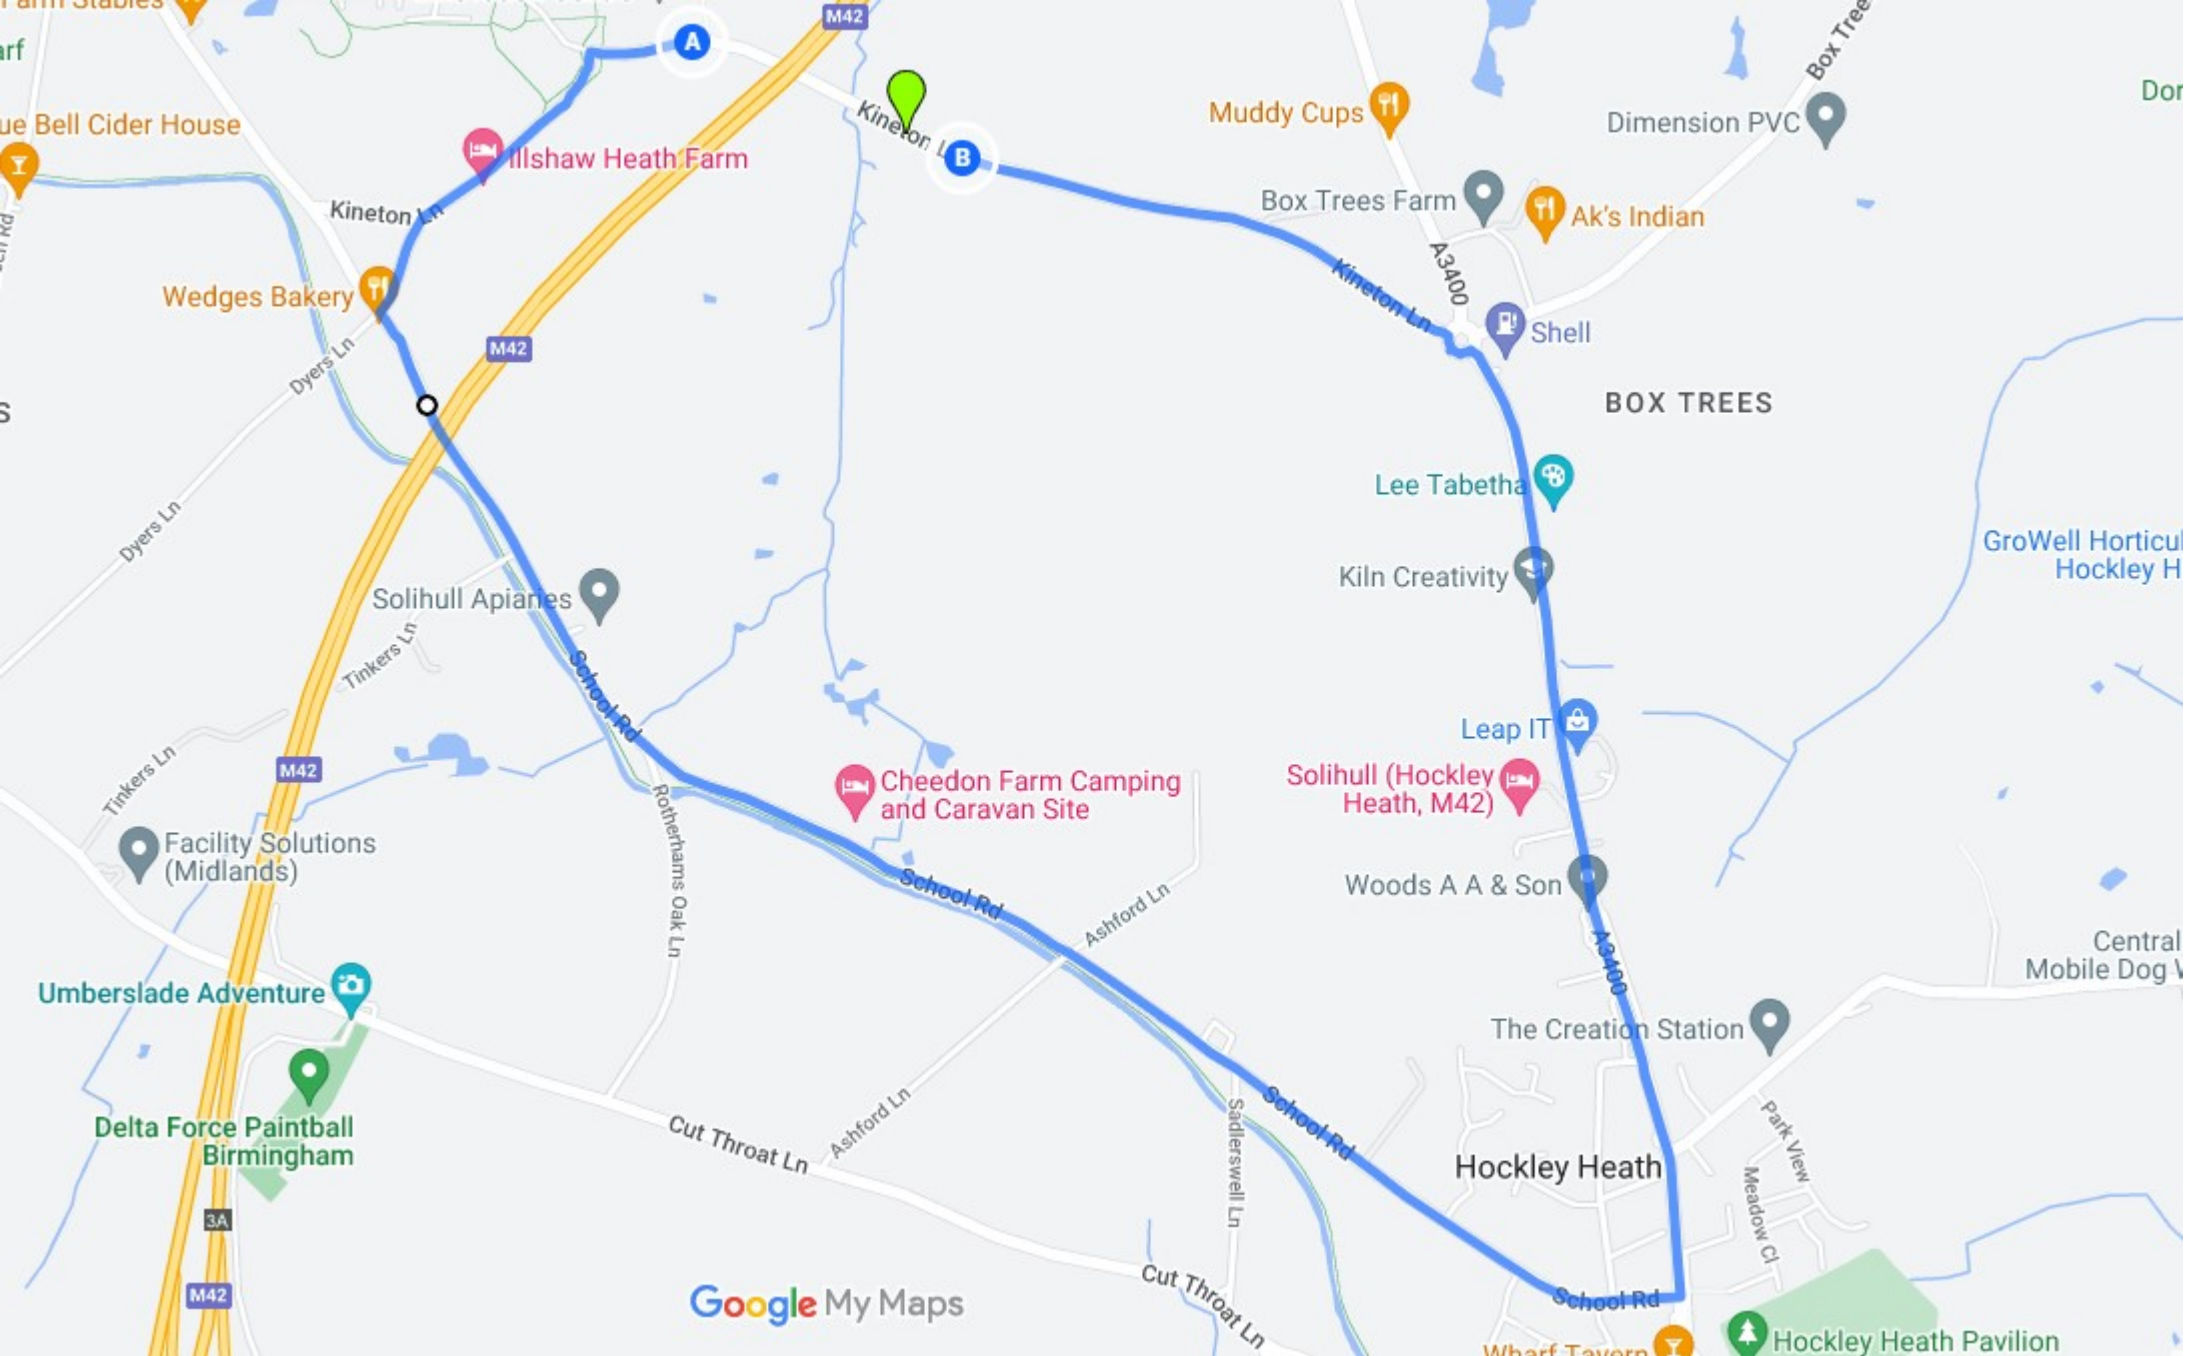 Farm Stables
M42
A
arf
Muddy Cups
Box Tree
Dor
ue Bell Cider House
Kineton L
Dimension PVC
Illshaw Heath Farm
B
Kineton Ln
Box Trees Farm
Ak's Indian
A3400
Wedges Bakery
Kineton Ln
Shell
M42
Dyers Ln
BOX TREES
S
Lee Tabetha
Dyers Ln
GroWell Horticul
Hockley H
Kiln Creativity
Solihull Apiaries
Tinkers Ln
School Rd
Leap IT
M42
Tinkers Ln
Cheedon Farm Camping
and Caravan Site
Solihull (Hockley
Heath, M42)
Rotherhams Oak Ln
Facility Solutions
(Midlands)
School Rd
Ashford Ln
Woods A A & Son
A3400
Central
Mobile Dog
Umberslade Adventure
The Creation Station
Delta Force Paintball
Birmingham
Cut Throat Ln
Ashford Ln
Sadlerswell Ln
School Rd
Park View
Hockley Heath
Meadow Cl
3A
M42
Google My Maps
Cut Throat Ln
School Rd
Wharf Tavern
Hockley Heath Pavilion